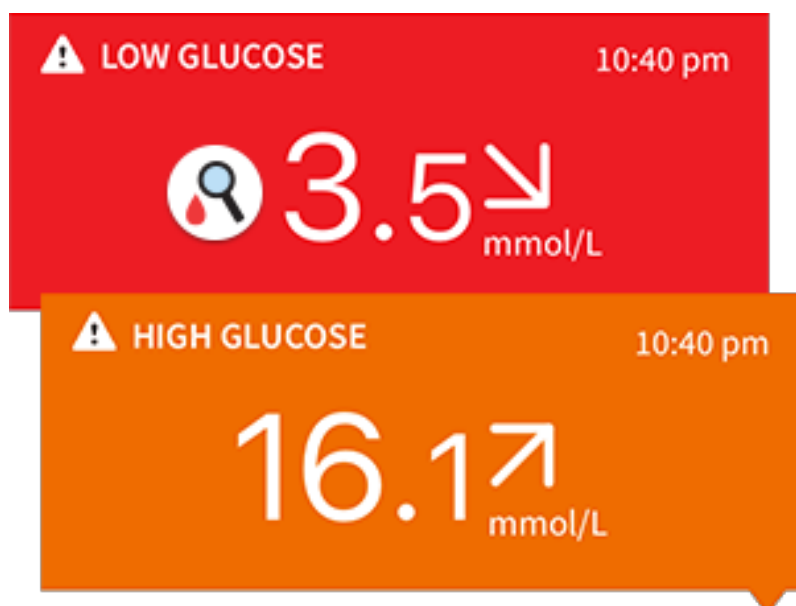 LOW GLUCOSE 10:40 pm
3.5
mmol/L
HIGH GLUCOSE 10:40 pm
16.1
mmol/L